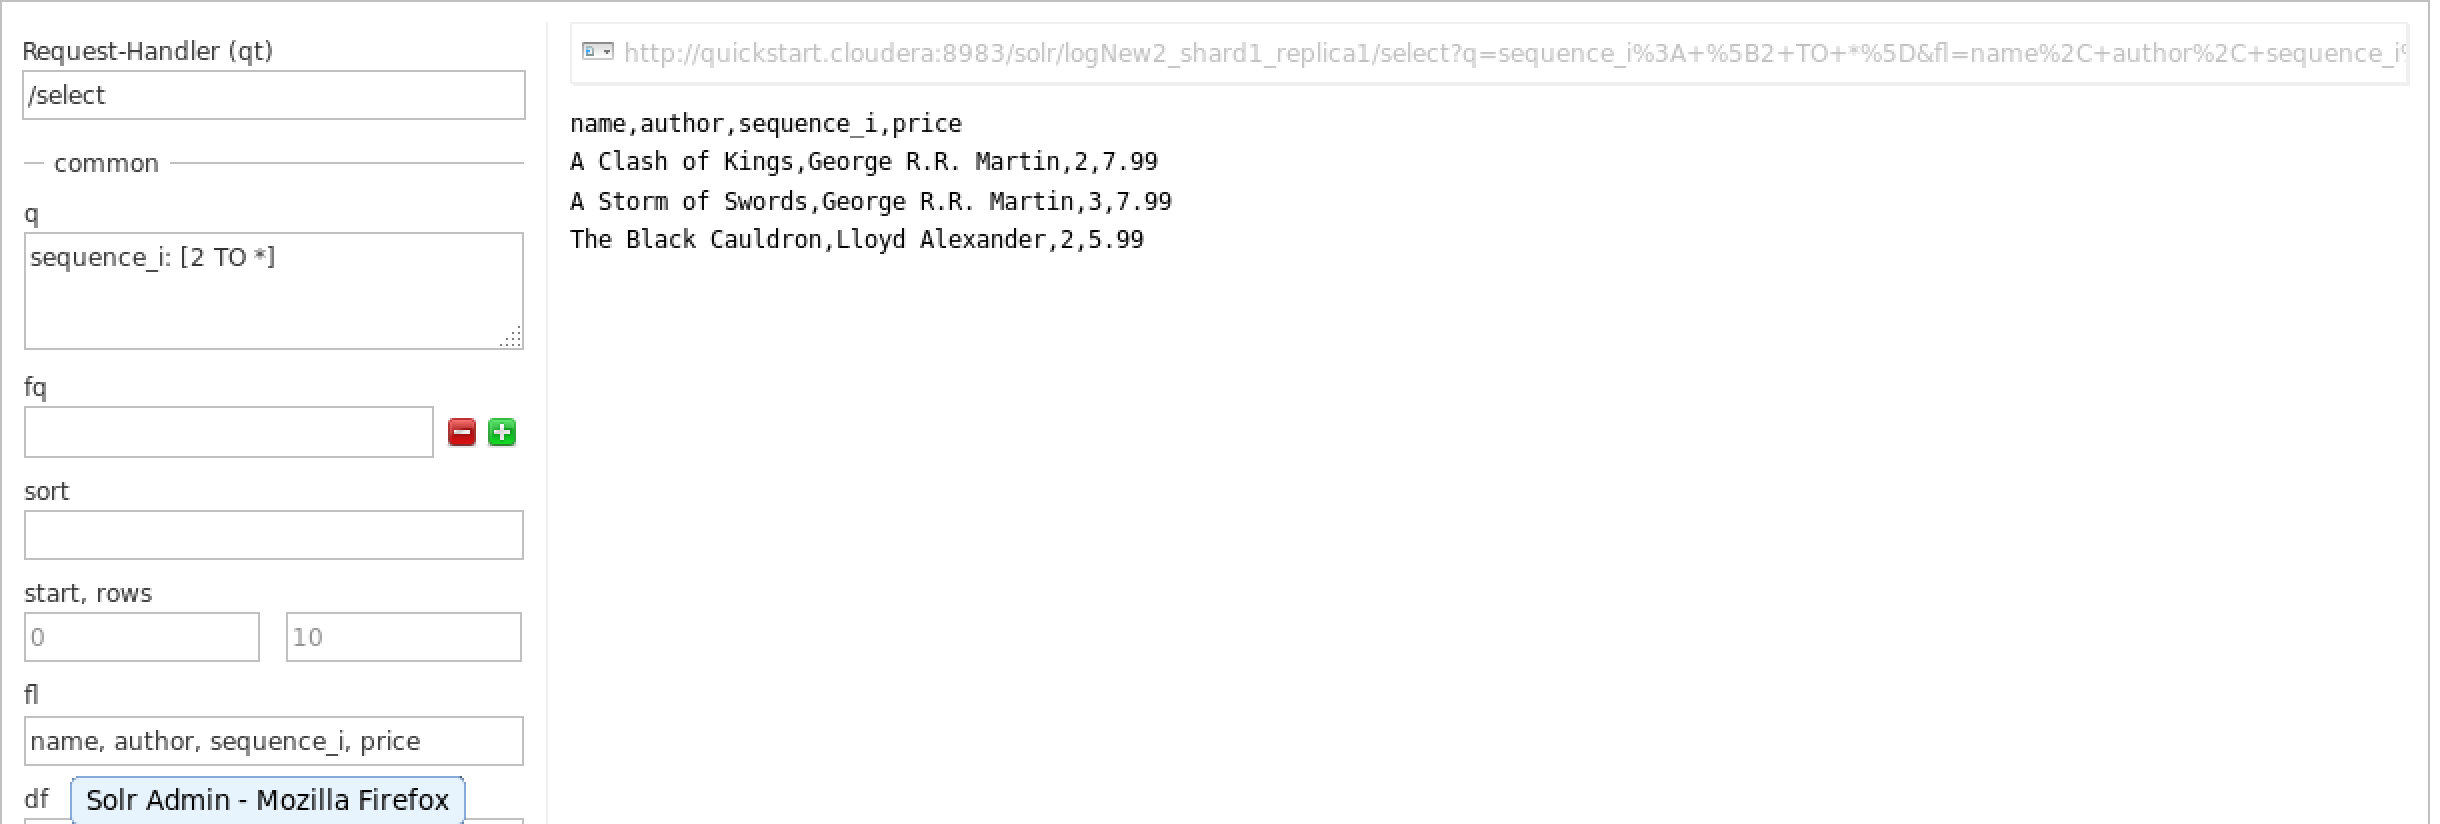 Request-Handler (qt)
/select
common
q
sequence_i: [2 TO *]
fq
sort
start, rows
0 10
fl
name, author, sequence_i, price
df
Solr Admin - Mozilla Firefox
http://quickstart.cloudera:8983/solr/logNew2_shard1_replica1/select?q=sequence_i%3A+%5B2+TO+*%5D&fl=name%2C+author%2C+sequence_i%
name,author,sequence_i,price
A Clash of Kings,George R.R. Martin,2,7.99
A Storm of Swords,George R.R. Martin,3,7.99
The Black Cauldron,Lloyd Alexander,2,5.99